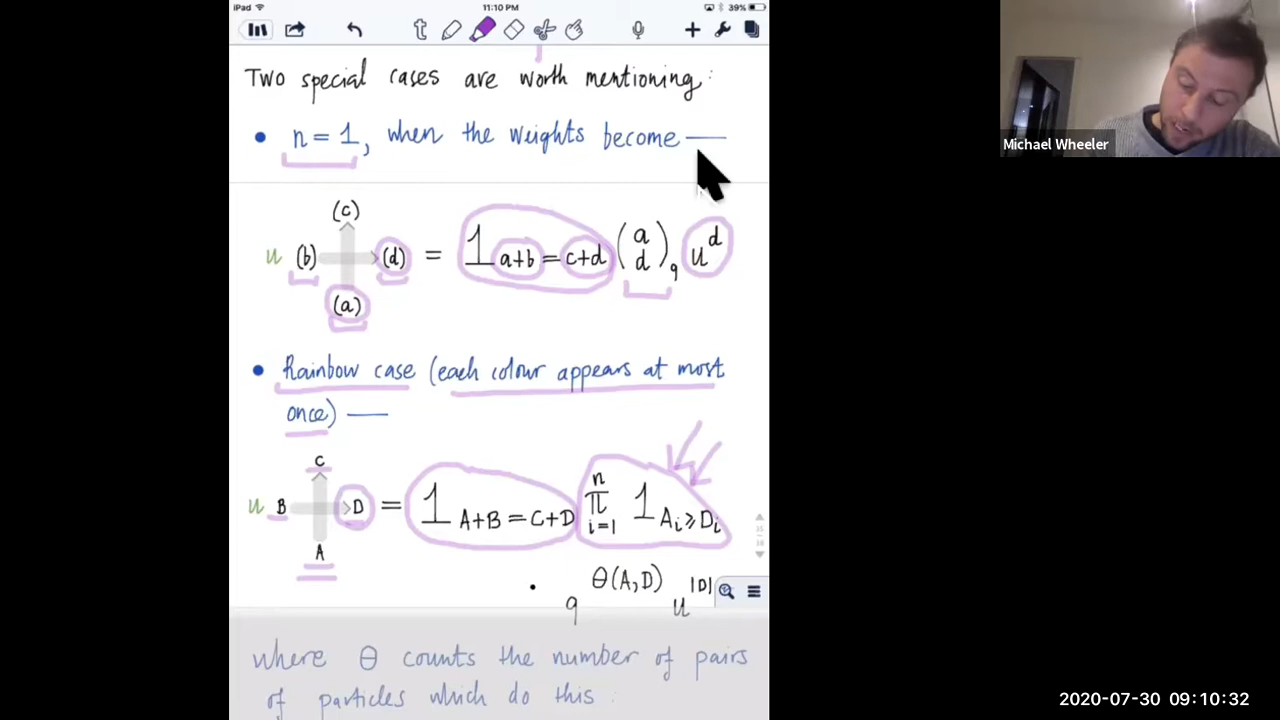 iPad 11:10 PM 39%
t
Two special cases are worth mentioning:
• n = 1, when the weights become —
(c)
u (b) (d) = 1 a+b = c+d (a d)q u^d
(a)
• Rainbow case (each colour appears at most
once) —
C
u B D = 1 A+B = C+D n π i=1 1 Ai ≥ Di
A
• q θ(A,D) u |D|
where θ counts the number of pairs
of particles which do this :
Michael Wheeler
2020-07-30 09:10:32